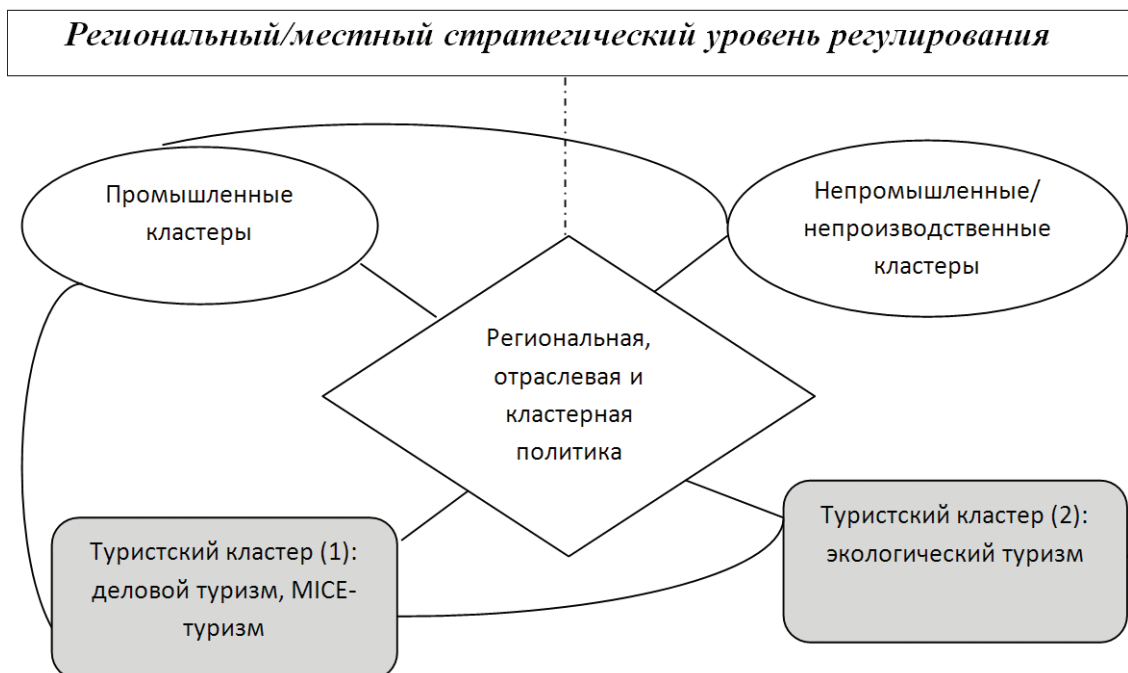 Региональный/местный стратегический уровень регулирования
Промышленные
кластеры
Непромышленные/
непроизводственные
кластеры
Региональная,
отраслевая и
кластерная
политика
Туристский кластер (1):
деловой туризм, MICE-
туризм
Туристский кластер (2):
экологический туризм